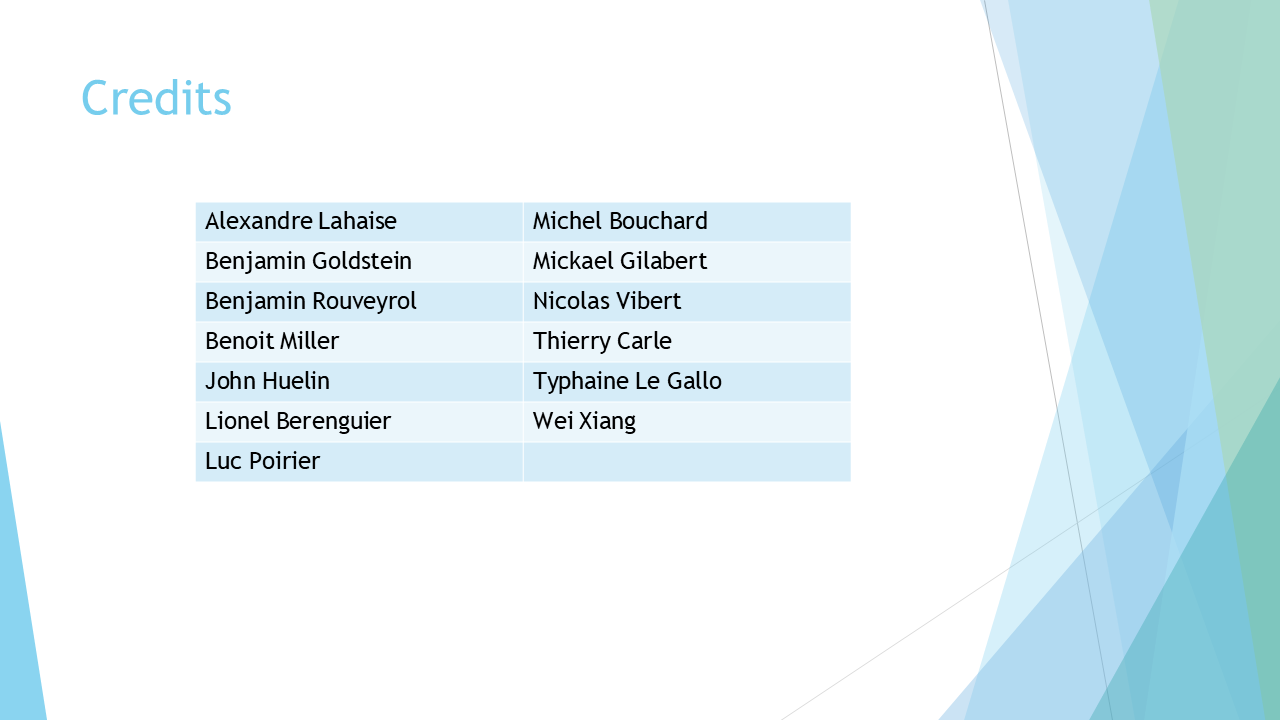 Credits
Alexandre Lahaise Michel Bouchard
Benjamin Goldstein Mickael Gilabert
Benjamin Rouveyrol Nicolas Vibert
Benoit Miller Thierry Carle
John Huelin Typhaine Le Gallo
Lionel Berenguier Wei Xiang
Luc Poirier